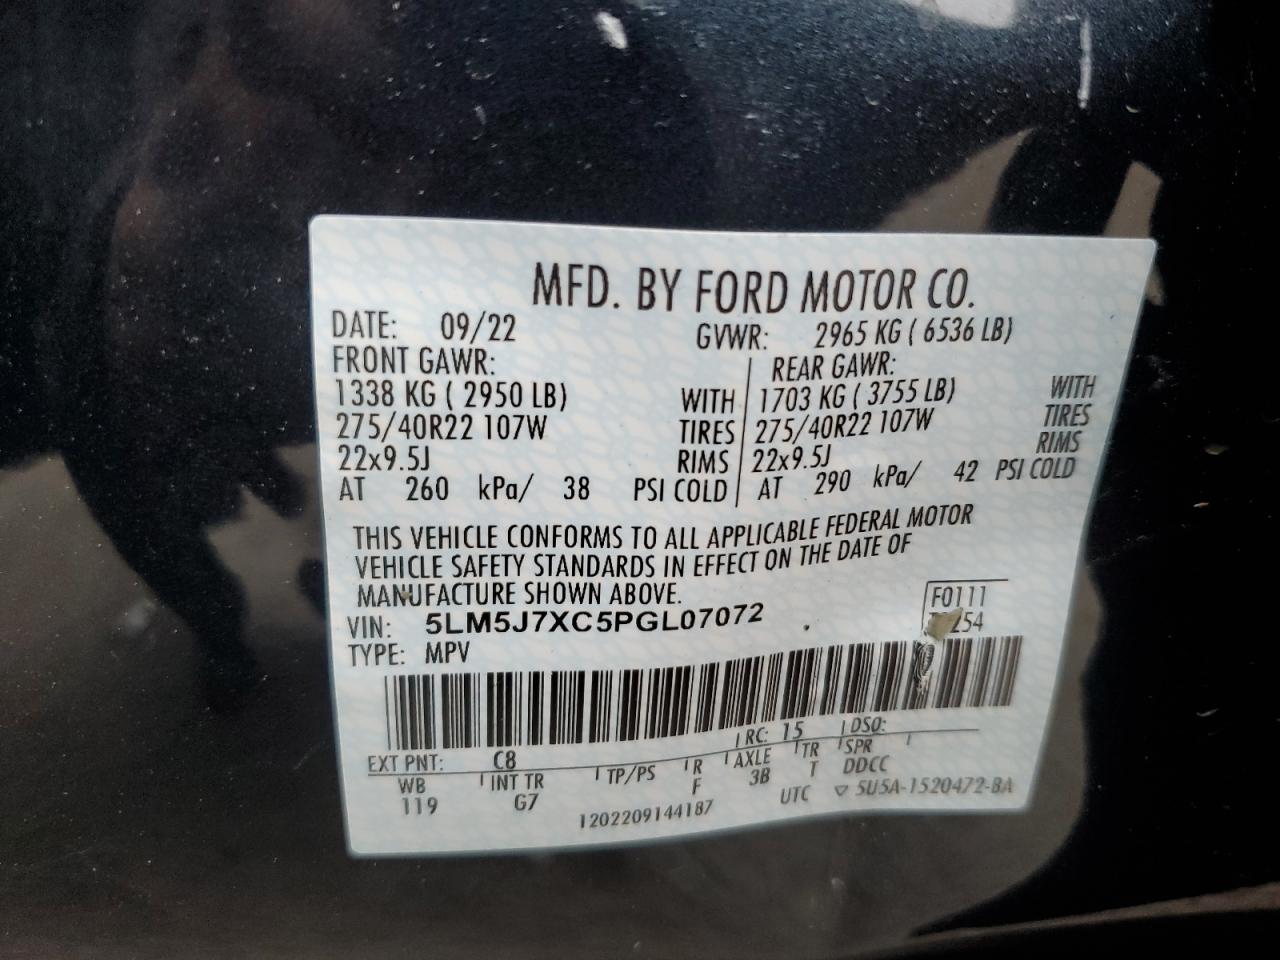 MFD. BY FORD MOTOR CO.
DATE: 09/22 GVWR: 2965 KG ( 6536 LB)
FRONT GAWR: REAR GAWR:
1338 KG ( 2950 LB) WITH 1703 KG ( 3755 LB) WITH
275/40R22 107W TIRES 275/40R22 107W TIRES
22x9.5J RIMS 22x9.5J RIMS
AT 260 kPa/ 38 PSI COLD AT 290 kPa/ 42 PSI COLD
THIS VEHICLE CONFORMS TO ALL APPLICABLE FEDERAL MOTOR
VEHICLE SAFETY STANDARDS IN EFFECT ON THE DATE OF
MANUFACTURE SHOWN ABOVE.
F0111
VIN: 5LM5J7XC5PGL07072
TYPE: MPV
EXT PNT: C8 RC: 15 DSO:
WB INT TR TP/PS R AXLE TR SPR
119 G7 F 3B T DDCC
1202209144187 UTC ▽ 5U5A-1520472-BA